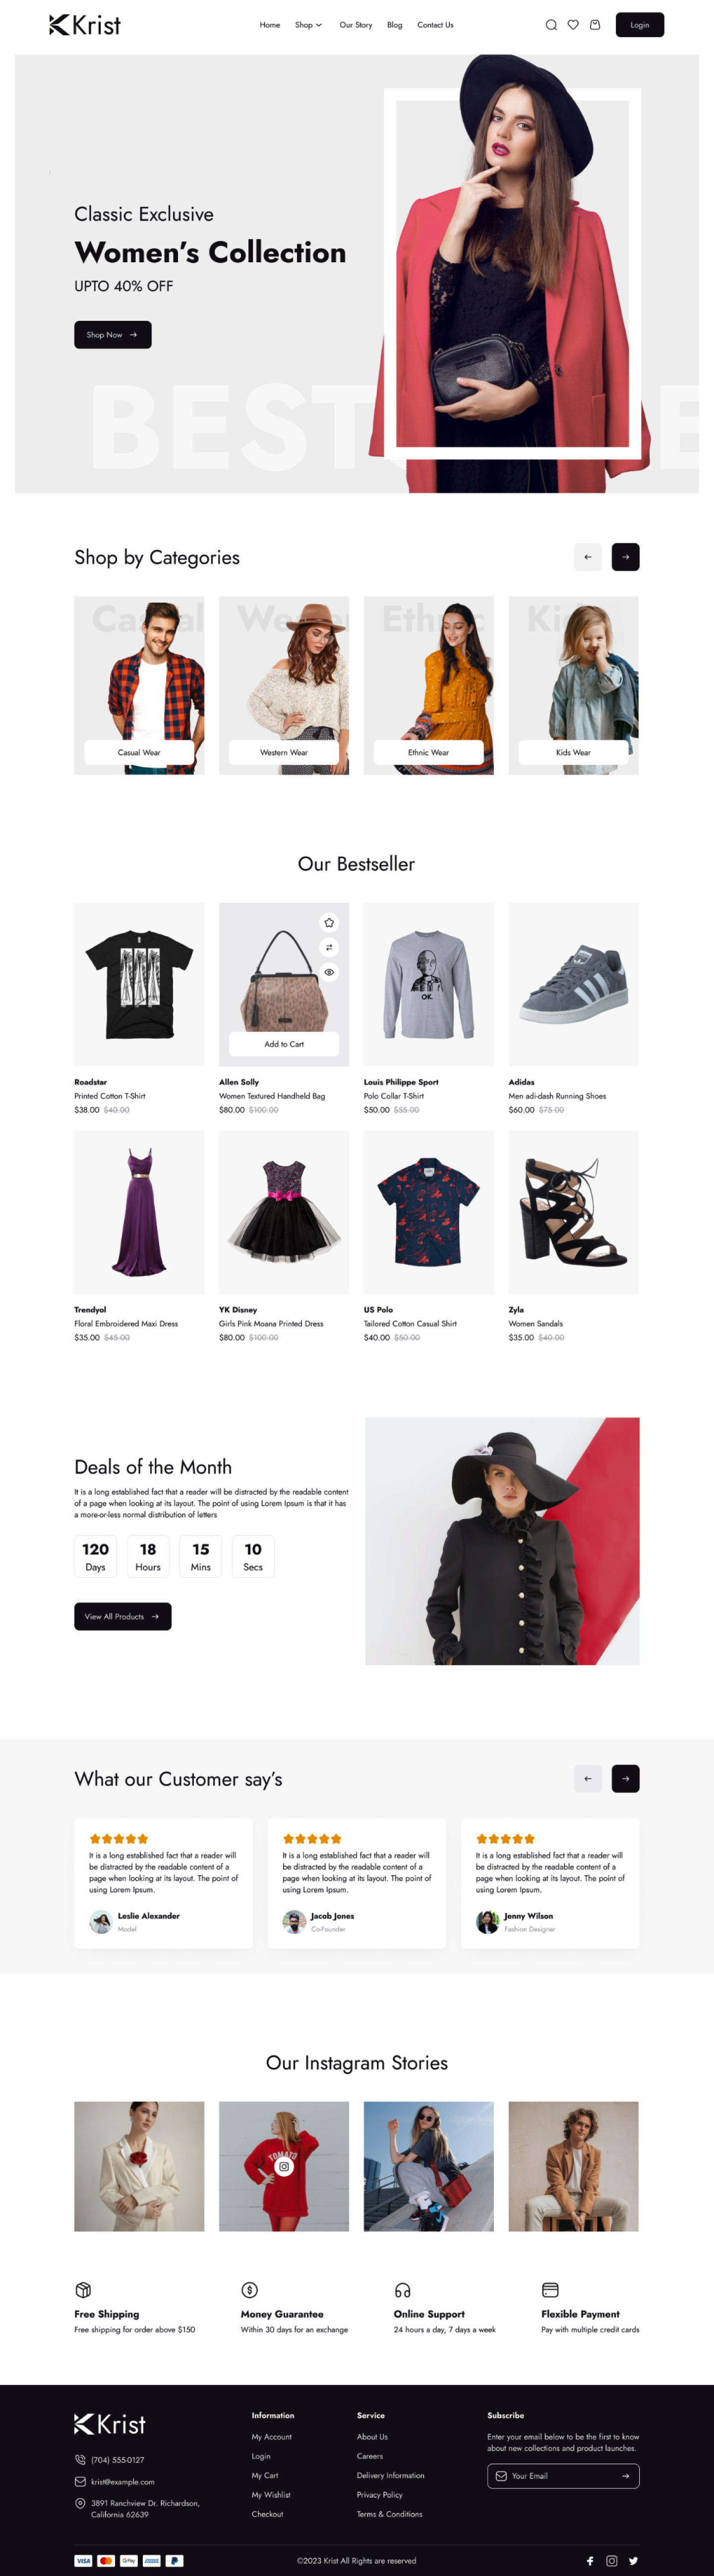 Krist
Home Shop Our Story Blog Contact Us
Login
Classic Exclusive
Women's Collection
UPTO 40% OFF
Shop Now
BEST
Shop by Categories
Casual Wear
Western Wear
Ethnic Wear
Kids Wear
Our Bestseller
Add to Cart
OK.
Roadstar
Printed Cotton T-Shirt
$38.00 $40.00
Allen Solly
Women Textured Handheld Bag
$80.00 $100.00
Louis Philippe Sport
Polo Collar T-Shirt
$50.00 $55.00
Adidas
Men adi-dash Running Shoes
$60.00 $75.00
Trendyol
Floral Embroidered Maxi Dress
$35.00 $45.00
YK Disney
Girls Pink Moana Printed Dress
$80.00 $100.00
US Polo
Tailored Cotton Casual Shirt
$40.00 $50.00
Zyla
Women Sandals
$35.00 $40.00
Deals of the Month
It is a long established fact that a reader will be distracted by the readable content
of a page when looking at its layout. The point of using Lorem Ipsum is that it has
a more-or-less normal distribution of letters
120 18 15 10
Days Hours Mins Secs
View All Products
What our Customer say's
It is a long established fact that a reader will
be distracted by the readable content of a
page when looking at its layout. The point of
using Lorem Ipsum.
Leslie Alexander
Model
It is a long established fact that a reader will
be distracted by the readable content of a
page when looking at its layout. The point of
using Lorem Ipsum.
Jacob Jones
Co-Founder
It is a long established fact that a reader will
be distracted by the readable content of a
page when looking at its layout. The point of
using Lorem Ipsum.
Jenny Wilson
Fashion Designer
Our Instagram Stories
TOMATO
Free Shipping
Free shipping for order above $150
Money Guarantee
Within 30 days for an exchange
Online Support
24 hours a day, 7 days a week
Flexible Payment
Pay with multiple credit cards
Krist
(704) 555-0127
krist@example.com
3891 Ranchview Dr. Richardson,
California 62639
Information
My Account
Login
My Cart
My Wishlist
Checkout
Service
About Us
Careers
Delivery Information
Privacy Policy
Terms & Conditions
Subscribe
Enter your email below to be the first to know
about new collections and product launches.
Your Email
VISA
G Pay
©2023 Krist All Rights are reserved